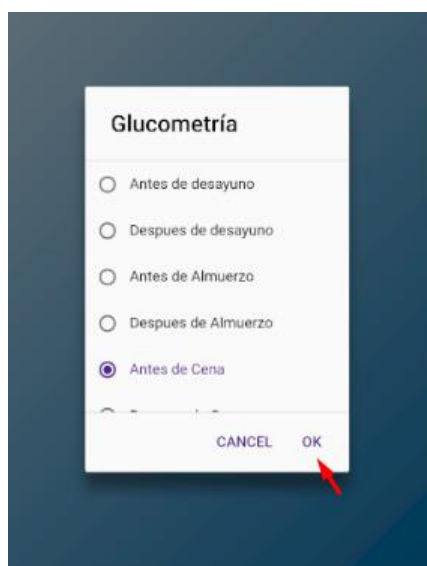 Glucometría
Antes de desayuno
Despues de desayuno
Antes de Almuerzo
Despues de Almuerzo
Antes de Cena
CANCEL OK